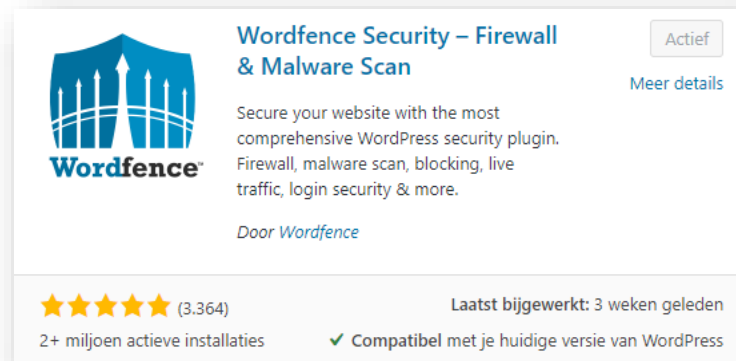 Wordfence Security – Firewall
& Malware Scan
Actief
Meer details
Secure your website with the most
comprehensive WordPress security plugin.
Firewall, malware scan, blocking, live
traffic, login security & more.
Door Wordfence
Wordfence™
(3.364)
Laatst bijgewerkt: 3 weken geleden
2+ miljoen actieve installaties
✔ Compatibel met je huidige versie van WordPress